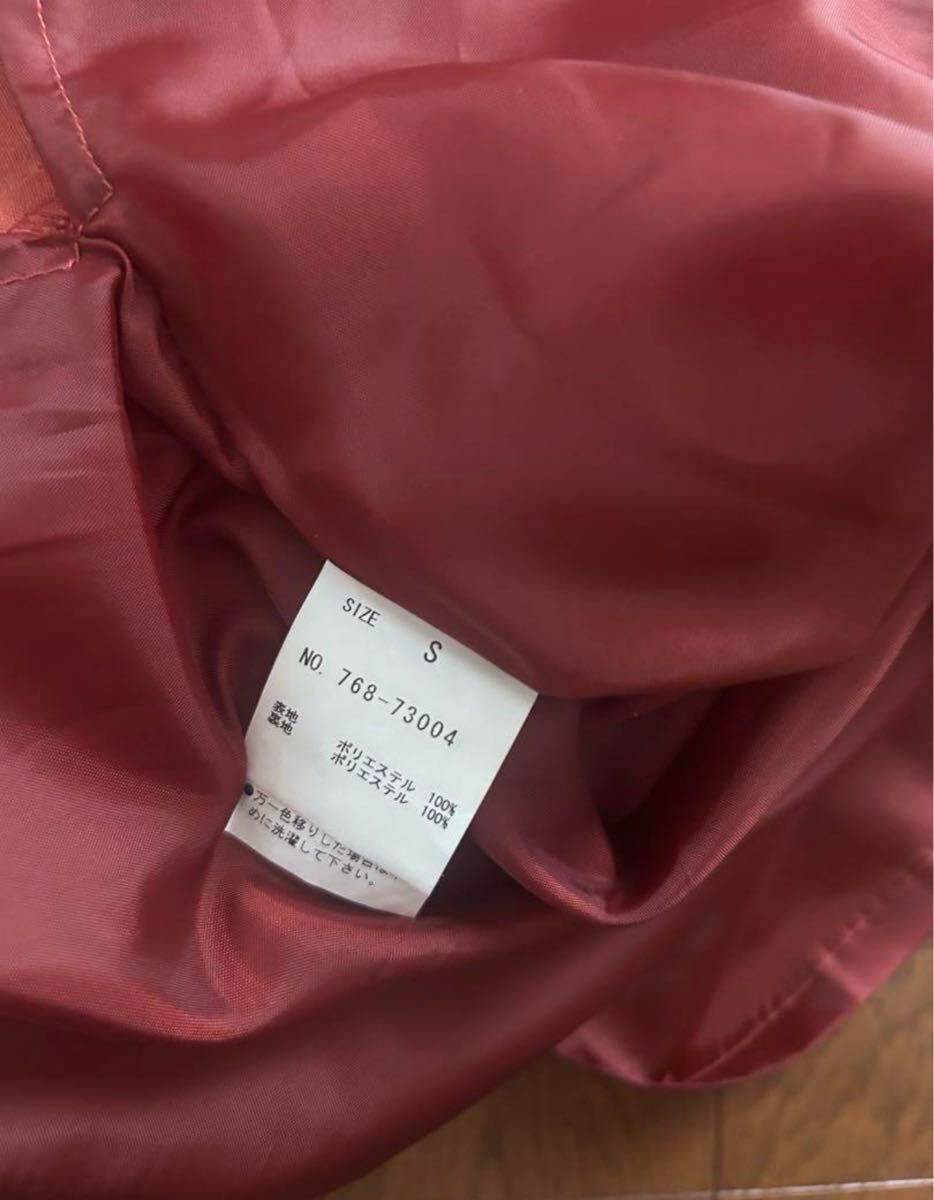 SIZE S
NO. 768-73004
表地 ポリエステル 100%
裏地 ポリエステル 100%
●万一色移りした場合は
めに洗濯して下さい。